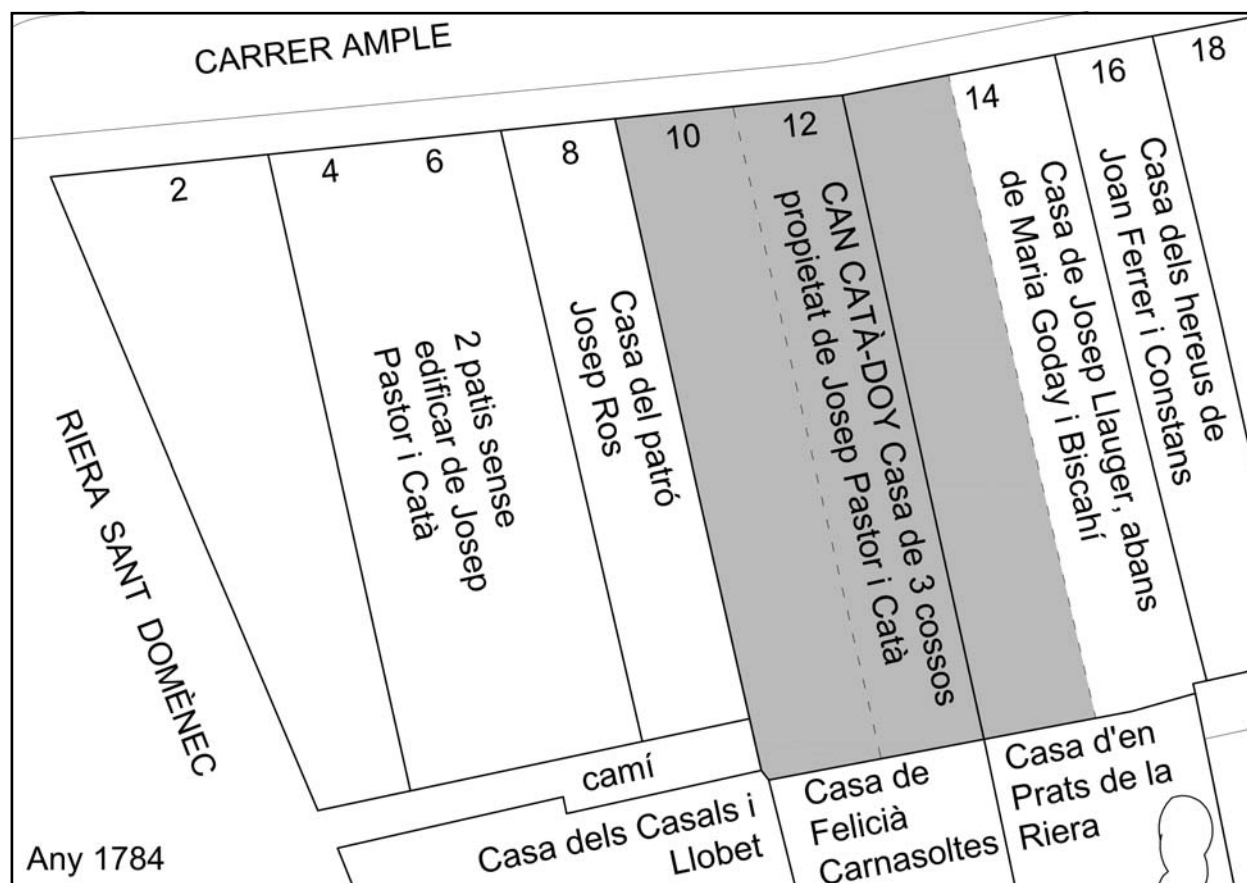 CARRER AMPLE
2
4
6
8
10
12
14
16
18
RIERA SANT DOMÈNEC
2 patis sense
edificar de Josep
Pastor i Catà
Casa del patró
Josep Ros
CAN CATÀ-DOY Casa de 3 cossos
propietat de Josep Pastor i Catà
Casa de Josep Llauger, abans
de Maria Goday i Biscahí
Casa dels hereus de
Joan Ferrer i Constans
camí
Casa dels Casals i
Llobet
Casa de
Felicià
Carnasoltes
Casa d'en
Prats de la
Riera
Any 1784